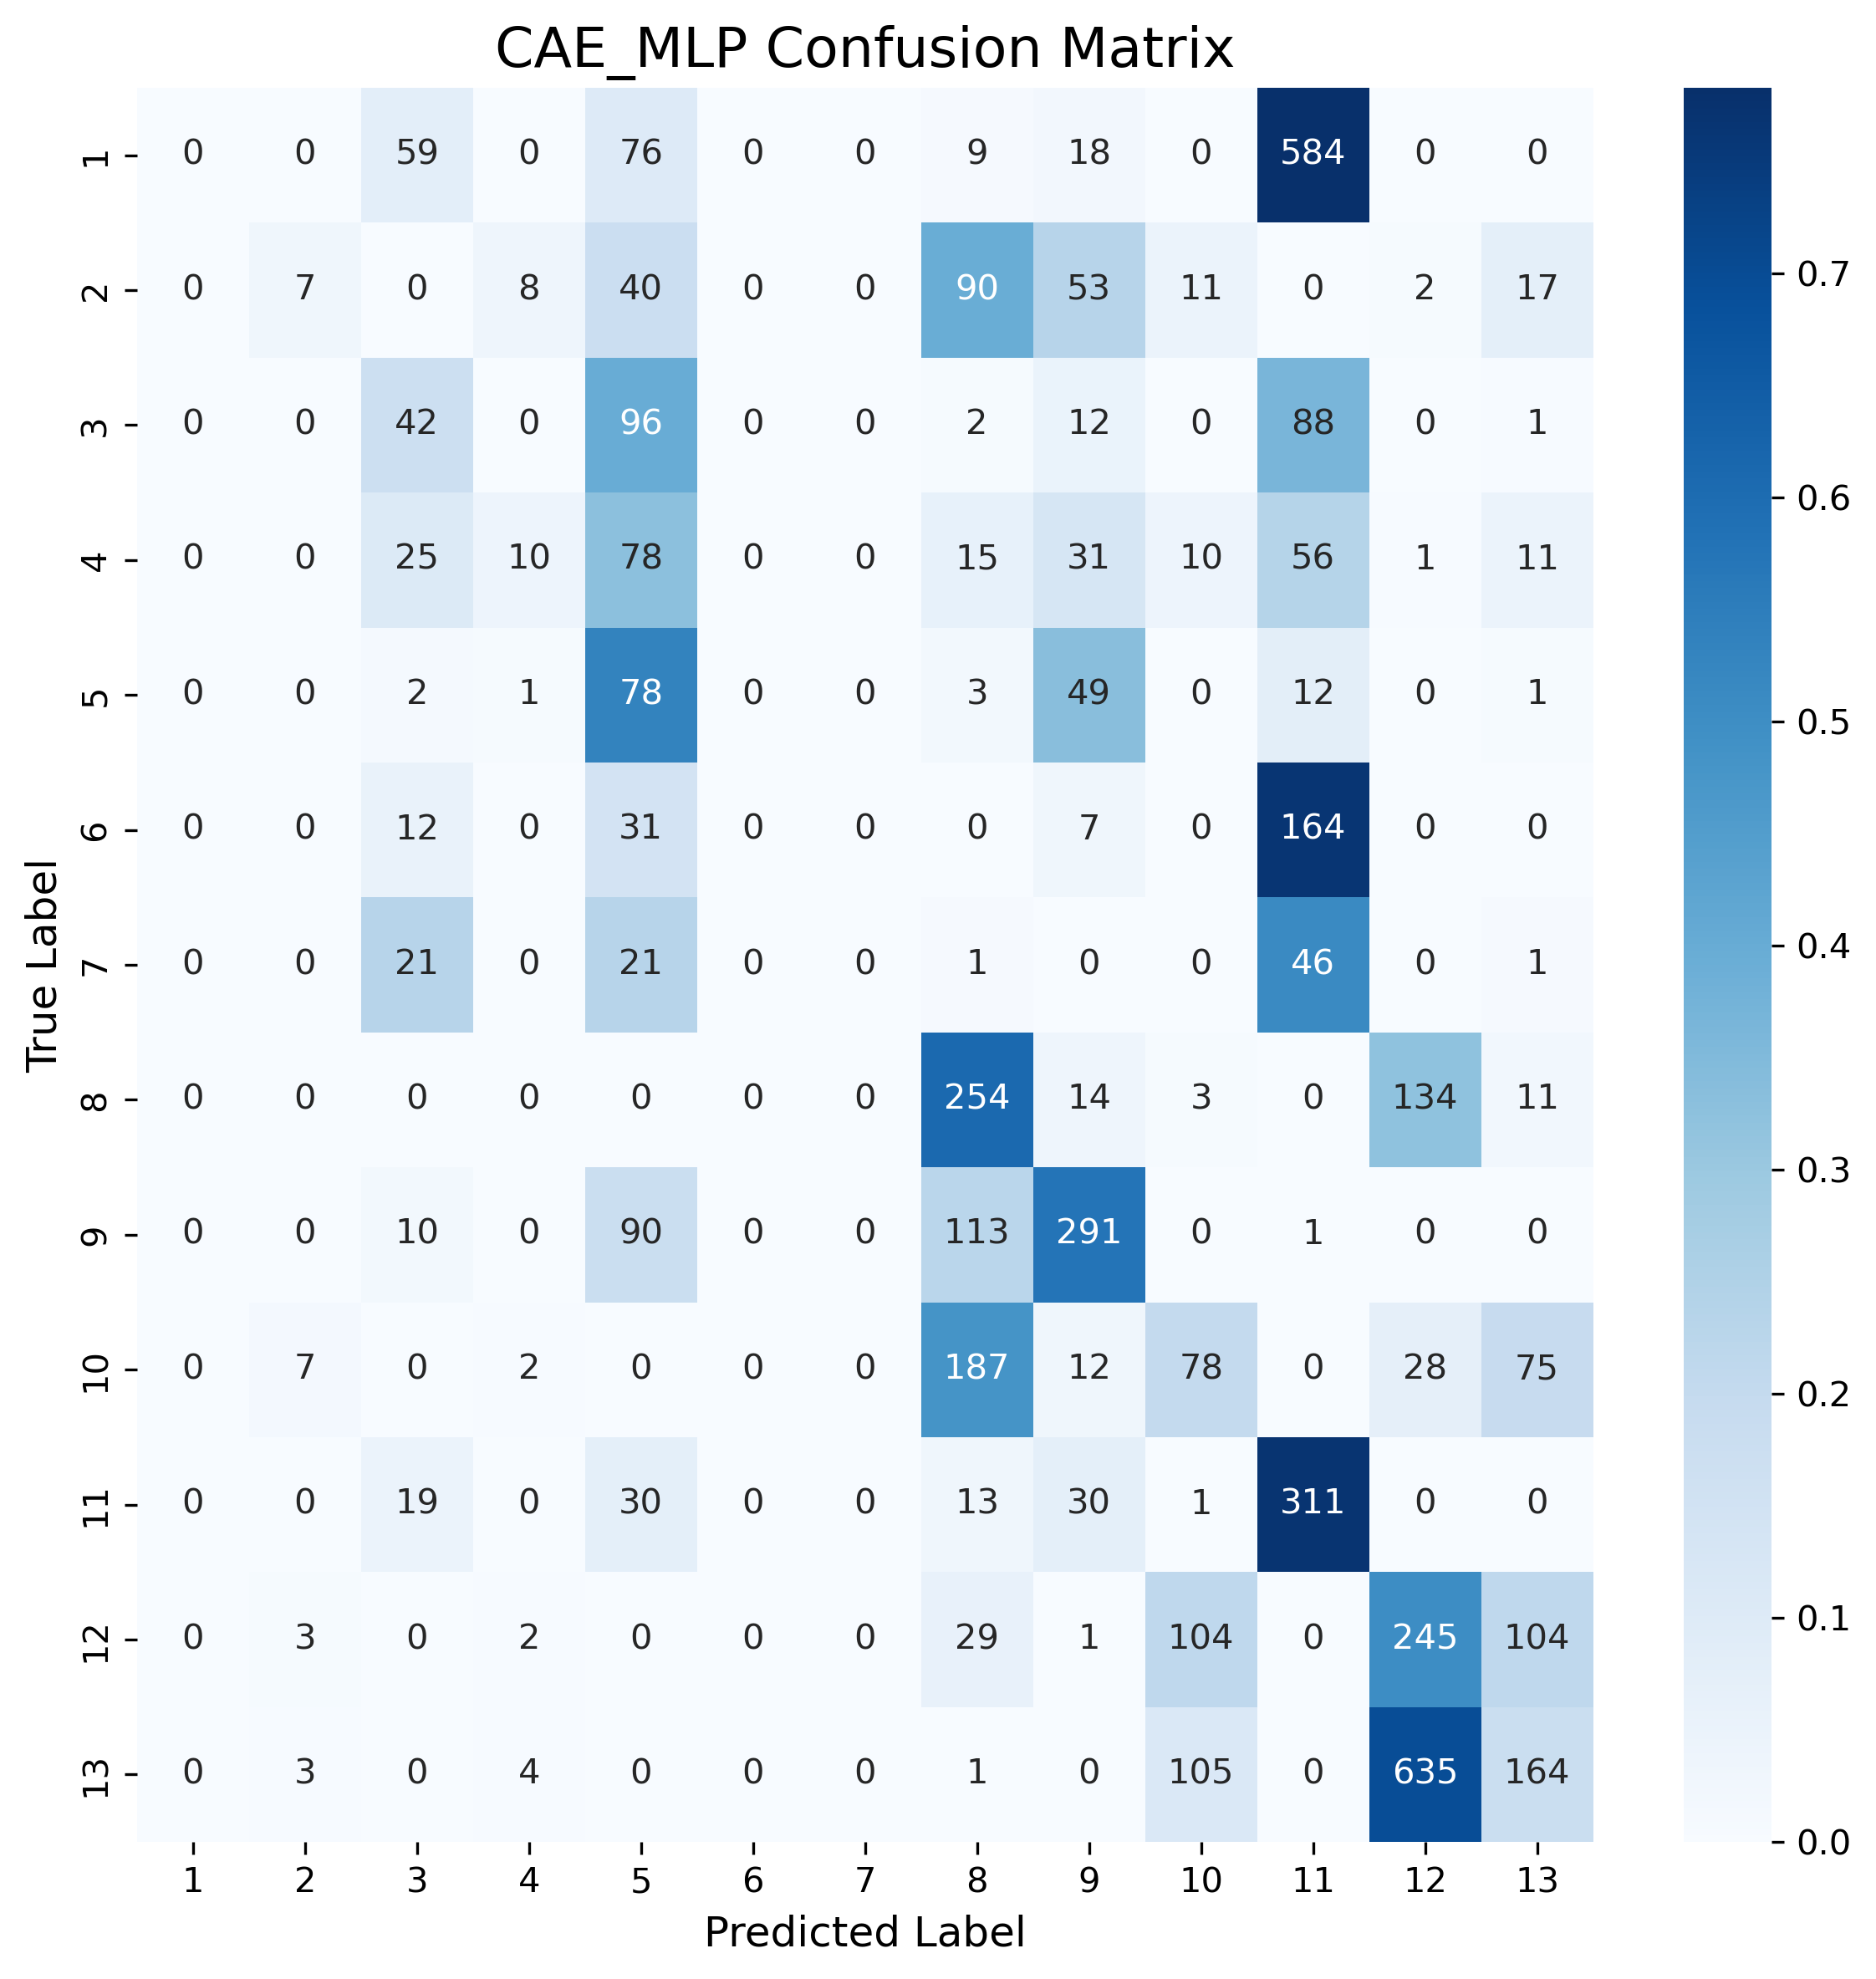 CAE_MLP Confusion Matrix
1 0 0 59 0 76 0 0 9 18 0 584 0 0
2 0 7 0 8 40 0 0 90 53 11 0 2 17
3 0 0 42 0 96 0 0 2 12 0 88 0 1
4 0 0 25 10 78 0 0 15 31 10 56 1 11
5 0 0 2 1 78 0 0 3 49 0 12 0 1
6 0 0 12 0 31 0 0 0 7 0 164 0 0
7 0 0 21 0 21 0 0 1 0 0 46 0 1
8 0 0 0 0 0 0 0 254 14 3 0 134 11
9 0 0 10 0 90 0 0 113 291 0 1 0 0
10 0 7 0 2 0 0 0 187 12 78 0 28 75
11 0 0 19 0 30 0 0 13 30 1 311 0 0
12 0 3 0 2 0 0 0 29 1 104 0 245 104
13 0 3 0 4 0 0 0 1 0 105 0 635 164
1 2 3 4 5 6 7 8 9 10 11 12 13
Predicted Label
True Label
0.7
0.6
0.5
0.4
0.3
0.2
0.1
0.0